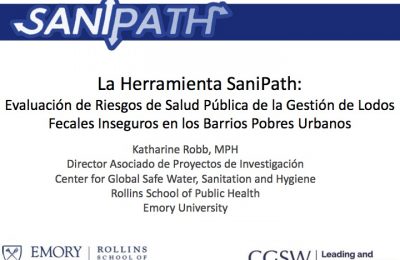 SANIPATH
La Herramienta SaniPath:
Evaluación de Riesgos de Salud Pública de la Gestión de Lodos
Fecales Inseguros en los Barrios Pobres Urbanos
Katharine Robb, MPH
Director Asociado de Proyectos de Investigación
Center for Global Safe Water, Sanitation and Hygiene
Rollins School of Public Health
Emory University
EMORY
ROLLINS
SCHOOL OF
CGSW
Leading and